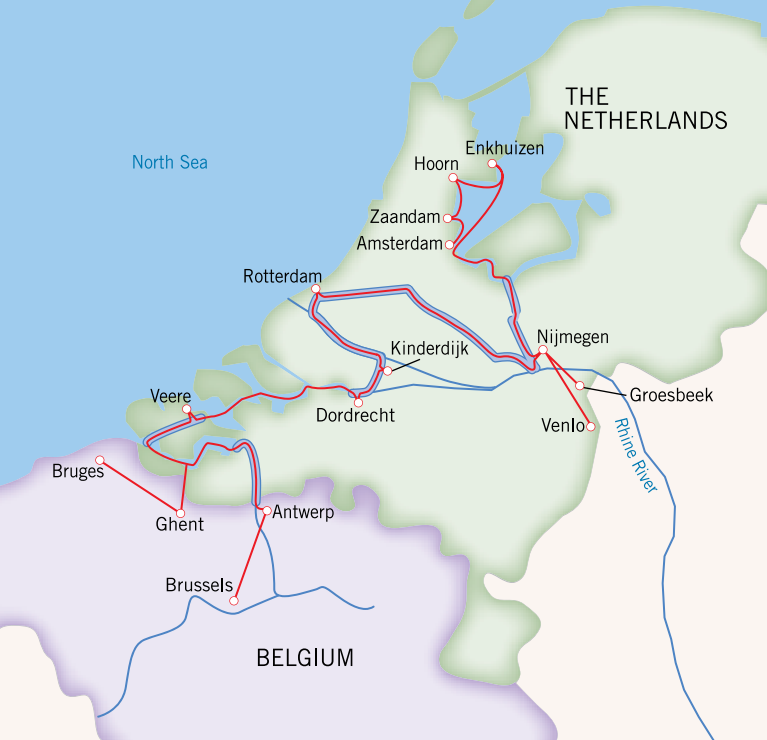 THE
NETHERLANDS
Enkhuizen
Hoorn
North Sea
Zaandam
Amsterdam
Rotterdam
Nijmegen
Kinderdijk
Groesbeek
Veere
Dordrecht
Venlo
Rhine River
Bruges
Ghent
Antwerp
Brussels
BELGIUM